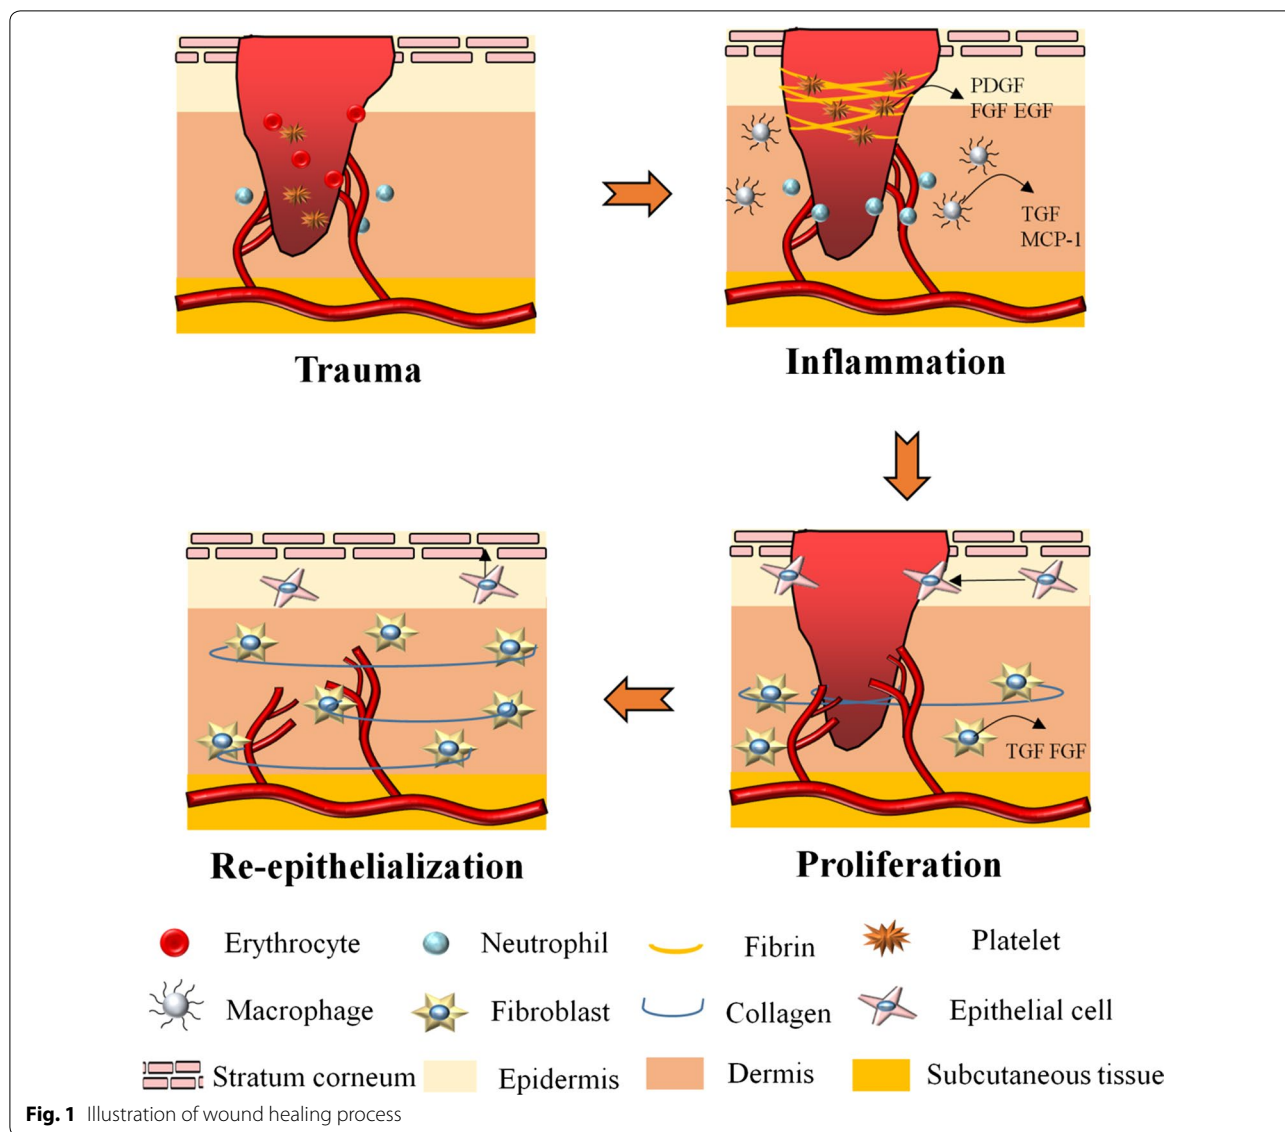 PDGF
FGF EGF
TGF
MCP-1
Trauma
Inflammation
TGF FGF
Re-epithelialization
Proliferation
Erythrocyte
Neutrophil
Fibrin
Platelet
Macrophage
Fibroblast
Collagen
Epithelial cell
Stratum corneum
Epidermis
Dermis
Subcutaneous tissue
Fig. 1 Illustration of wound healing process